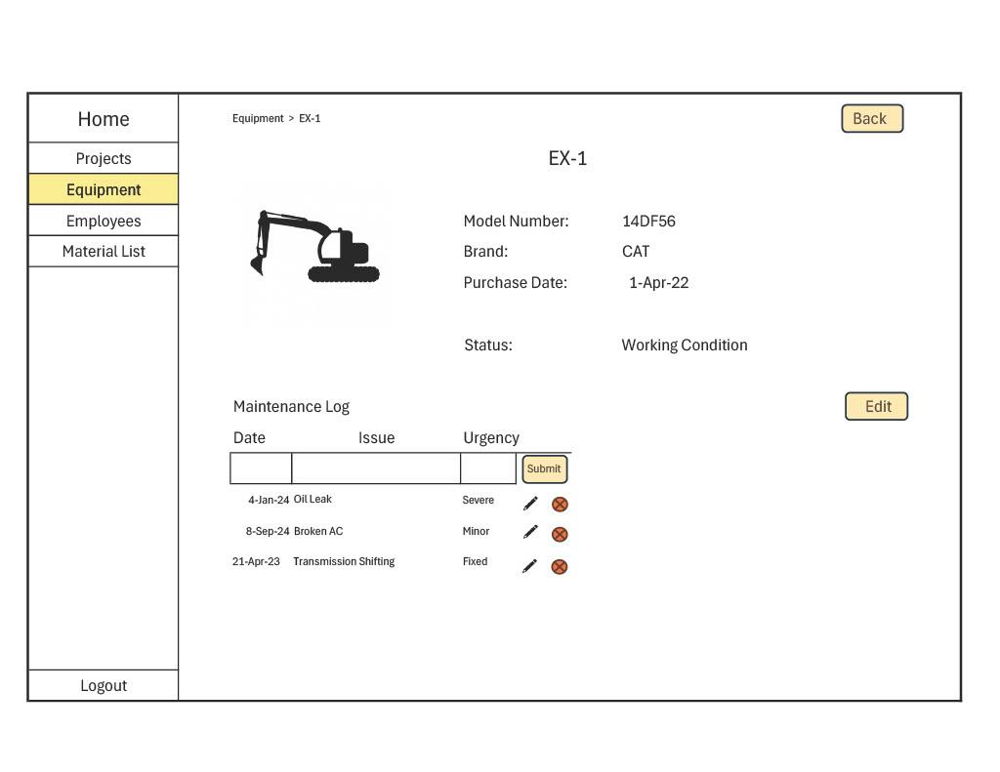 Home
Projects
Equipment
Employees
Material List
Logout
Equipment > EX-1
Back
EX-1
Model Number: 14DF56
Brand: CAT
Purchase Date: 1-Apr-22
Status: Working Condition
Maintenance Log
Edit
Date Issue Urgency
Submit
4-Jan-24 Oil Leak Severe
8-Sep-24 Broken AC Minor
21-Apr-23 Transmission Shifting Fixed